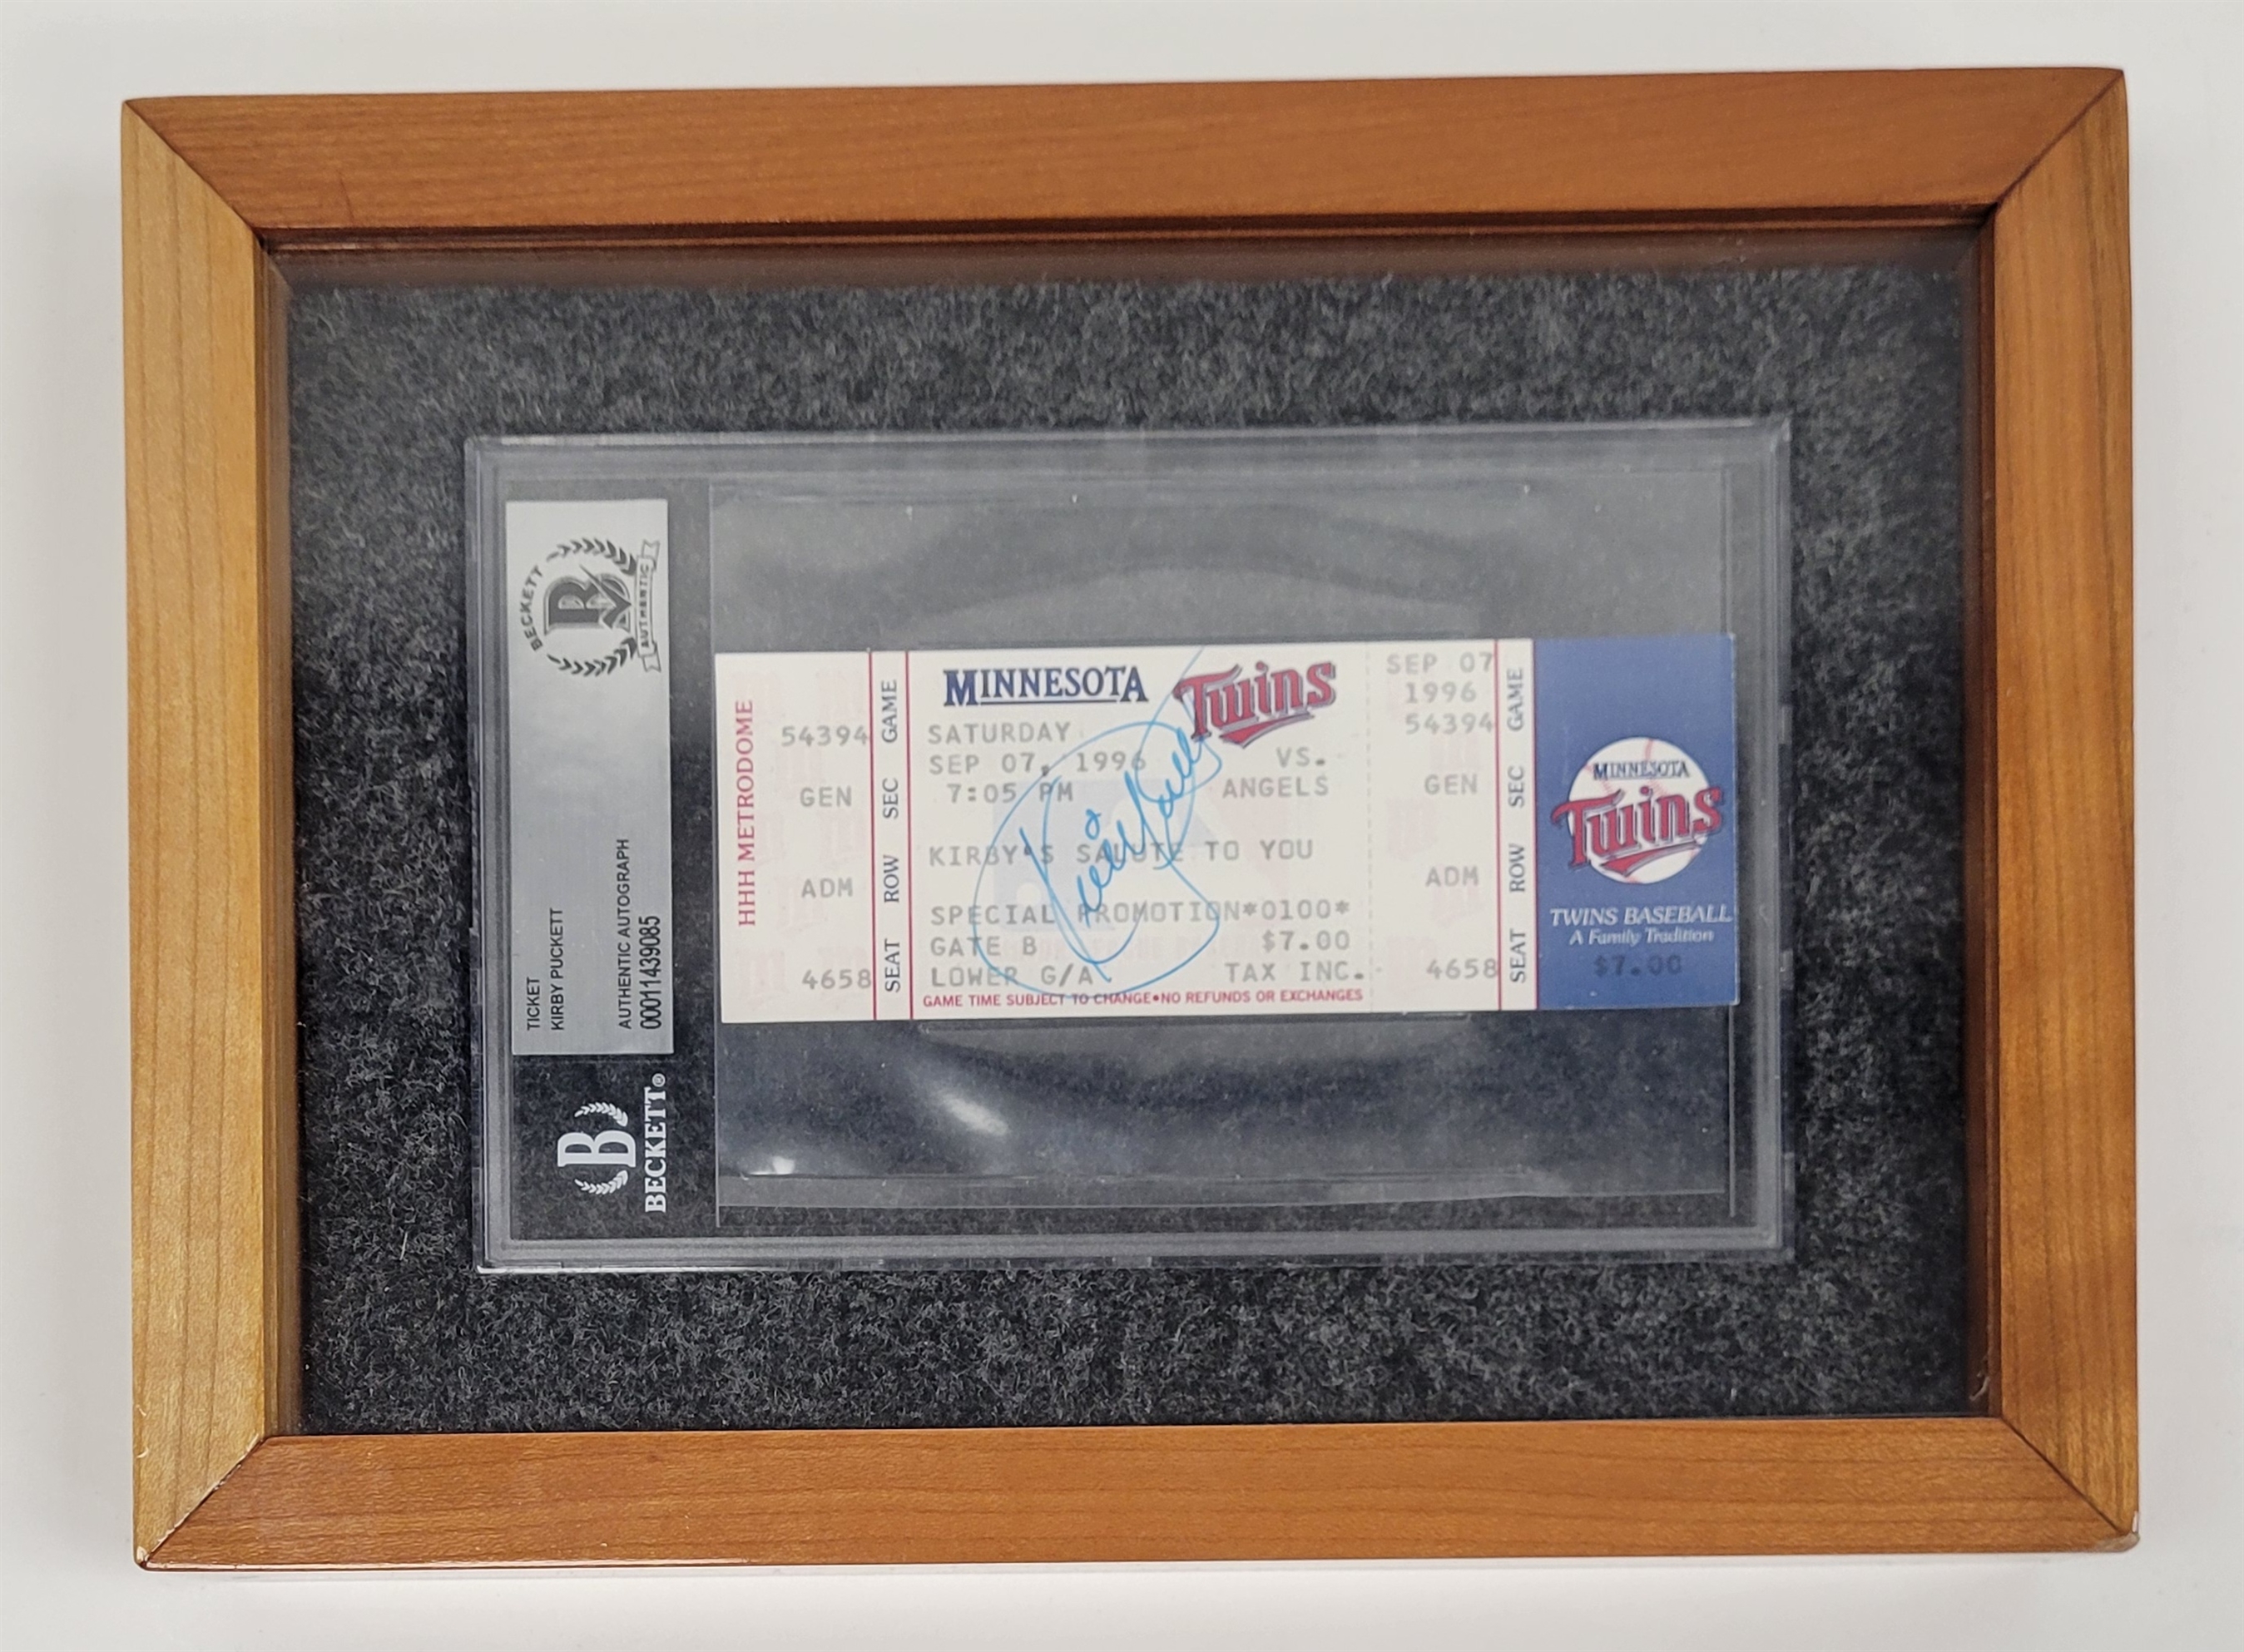 BECKETT
AUTHENTIC
TICKET
KIRBY PUCKETT
AUTHENTIC AUTOGRAPH
00011439085
B
BECKETT®
HHH METRODOME
54394
GEN
ADM
4658
GAME
SEC
ROW
SEAT
MINNESOTA Twins
SATURDAY
SEP 07, 1996 VS.
7:05 PM ANGELS
KIRBY'S SALUTE TO YOU
SPECIAL PROMOTION*0100*
GATE B $7.00
LOWER G/A TAX INC.
GAME TIME SUBJECT TO CHANGE•NO REFUNDS OR EXCHANGES
SEP 07
1996
54394
GEN
ADM
4658
GAME
SEC
ROW
SEAT
MINNESOTA
Twins
TWINS BASEBALL
A Family Tradition
$7.00